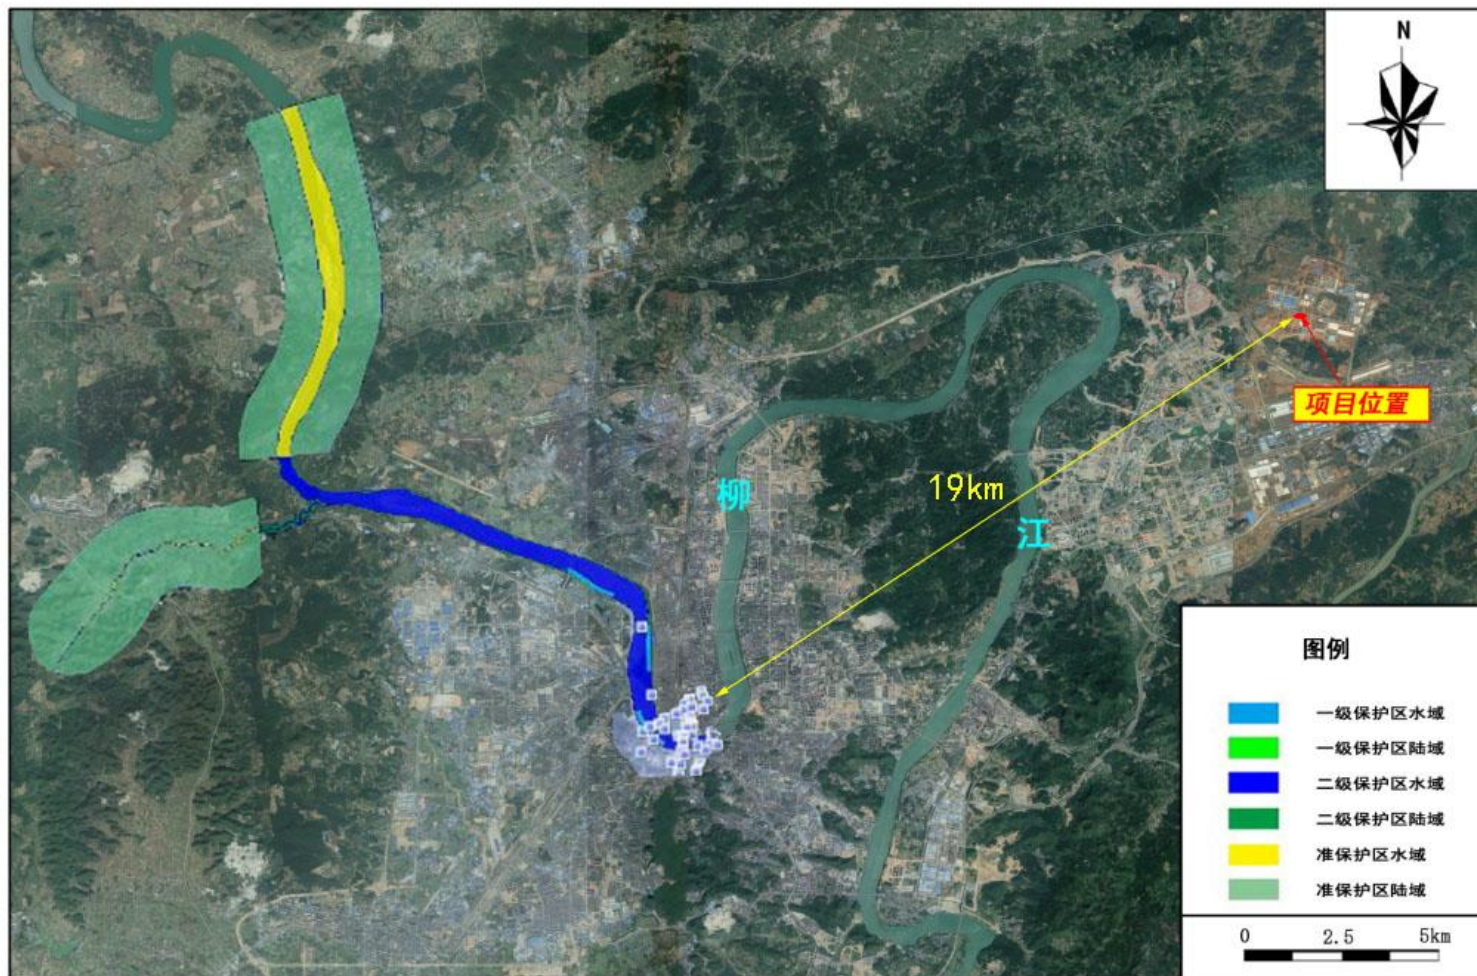 N
项目位置
19km
柳
江
图例
一级保护区水域
一级保护区陆域
二级保护区水域
二级保护区陆域
准保护区水域
准保护区陆域
0 2.5 5km